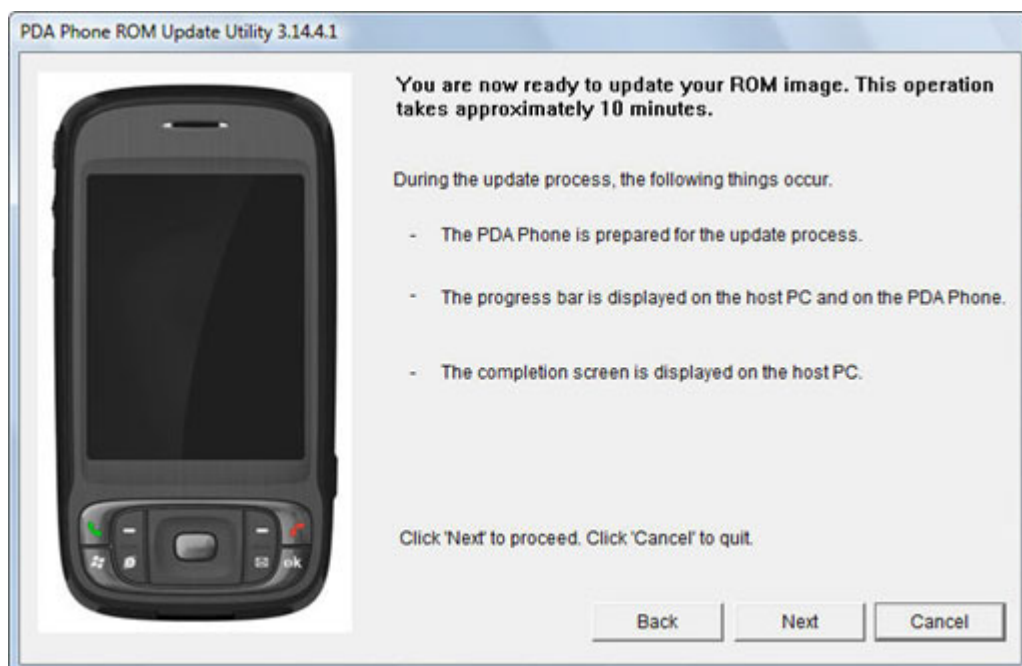 PDA Phone ROM Update Utility 3.14.4.1
You are now ready to update your ROM image. This operation
takes approximately 10 minutes.
During the update process, the following things occur.
- The PDA Phone is prepared for the update process.
- The progress bar is displayed on the host PC and on the PDA Phone.
- The completion screen is displayed on the host PC.
ok
Click 'Next' to proceed. Click 'Cancel' to quit.
Back Next Cancel